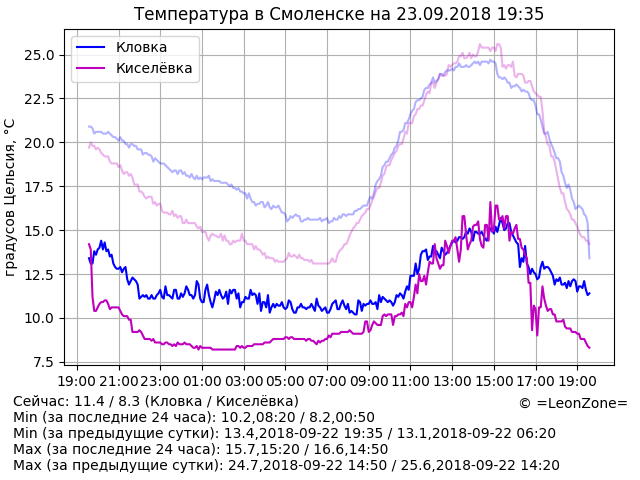 Температура в Смоленске на 23.09.2018 19:35
Кловка
Киселёвка
градусов Цельсия, °C
25.0
22.5
20.0
17.5
15.0
12.5
10.0
7.5
19:00 21:00 23:00 01:00 03:00 05:00 07:00 09:00 11:00 13:00 15:00 17:00 19:00
Сейчас: 11.4 / 8.3 (Кловка / Киселёвка)
© =LeonZone=
Min (за последние 24 часа): 10.2,08:20 / 8.2,00:50
Min (за предыдущие сутки): 13.4,2018-09-22 19:35 / 13.1,2018-09-22 06:20
Max (за последние 24 часа): 15.7,15:20 / 16.6,14:50
Max (за предыдущие сутки): 24.7,2018-09-22 14:50 / 25.6,2018-09-22 14:20